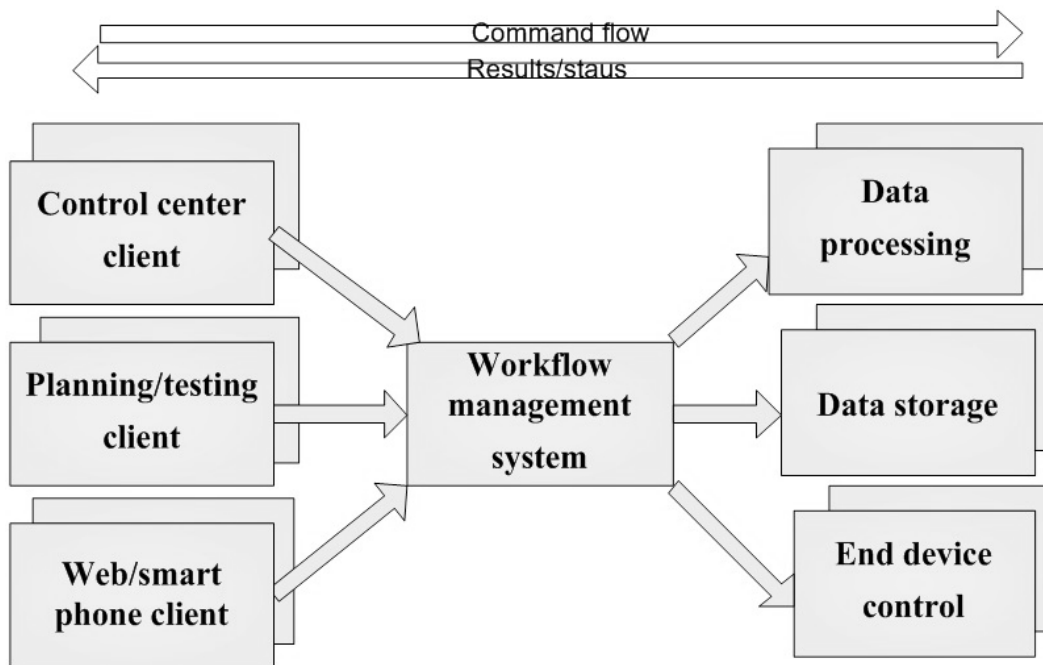 Command flow
Results/staus
Control center
client
Data
processing
Planning/testing
client
Workflow
management
system
Data storage
Web/smart
phone client
End device
control